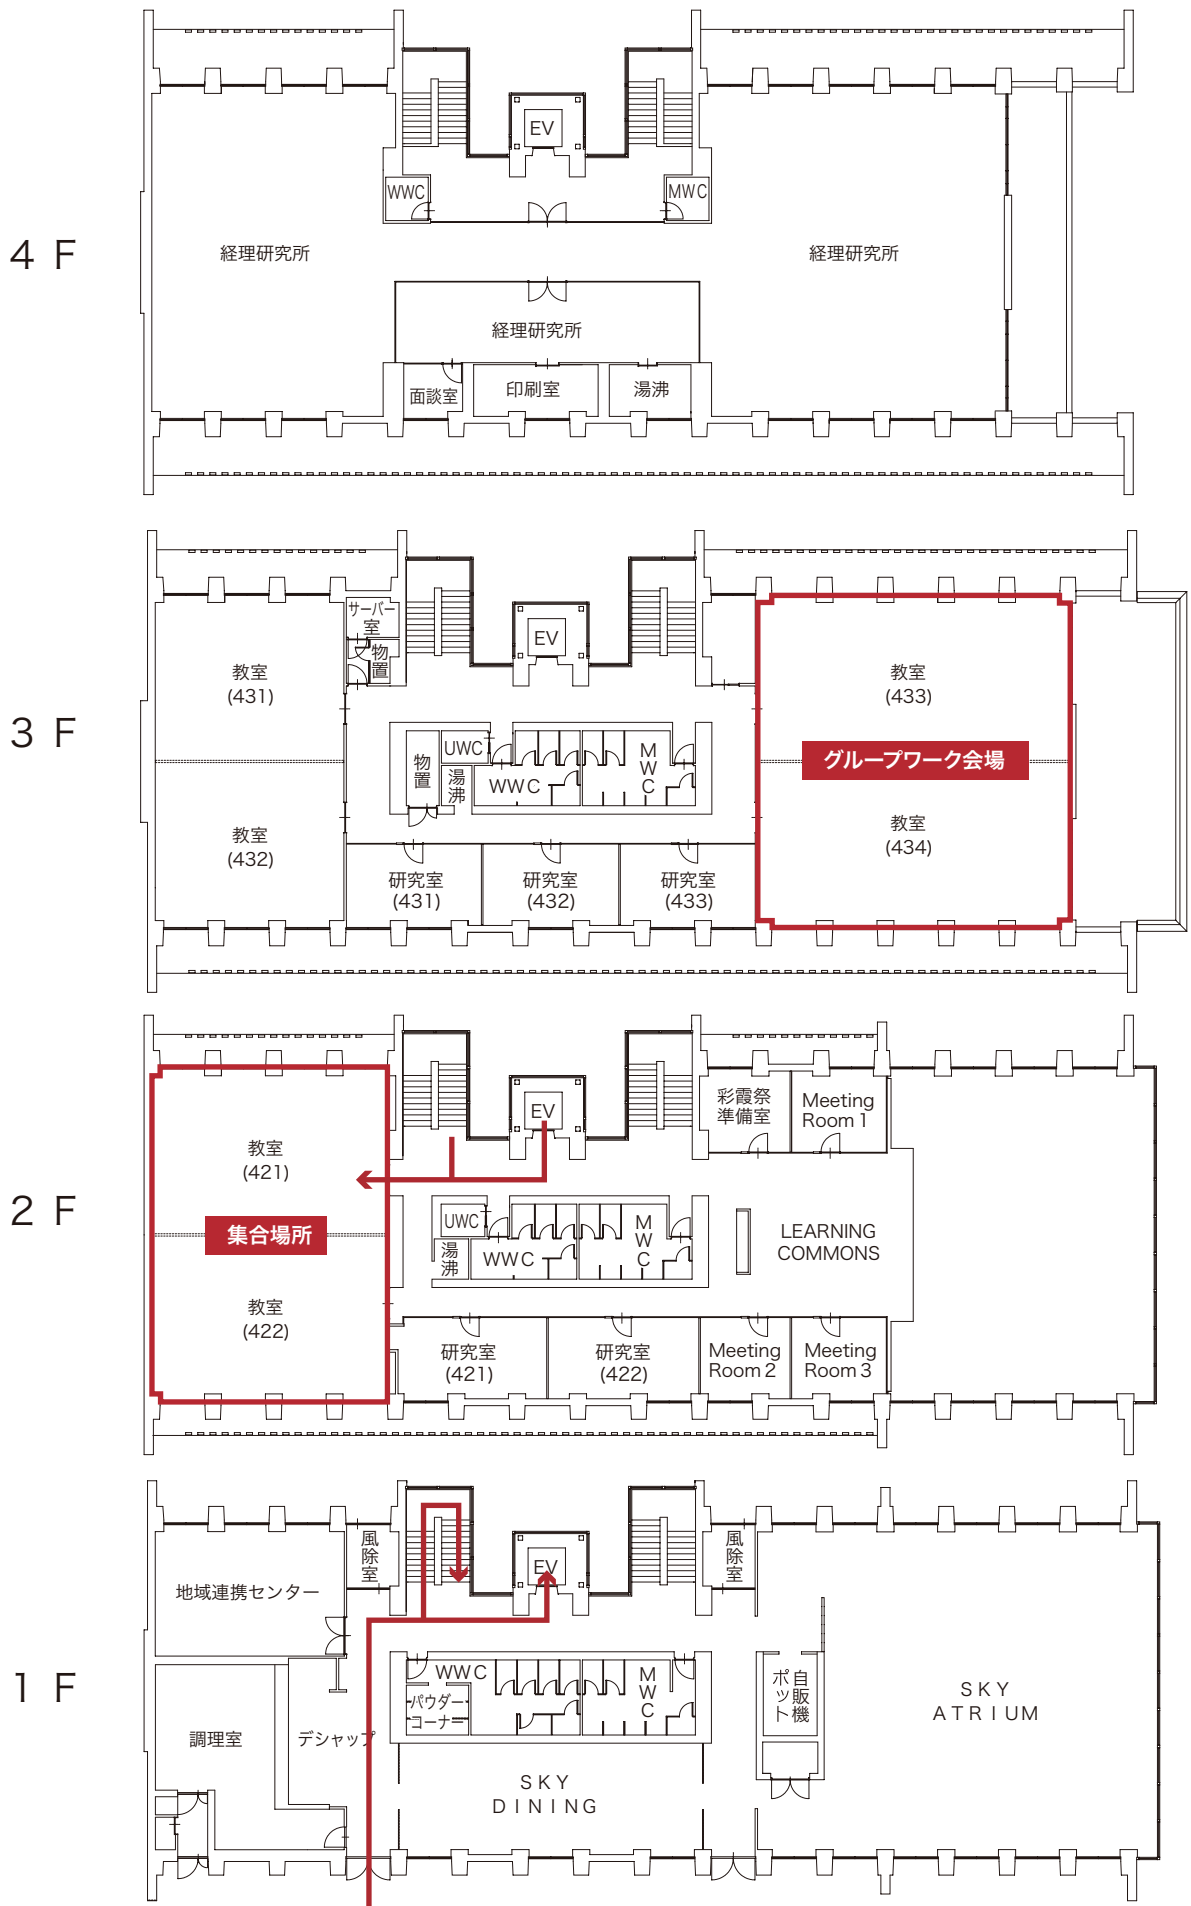 4 F
EV
WWC
MWC
経理研究所
経理研究所
経理研究所
面談室
印刷室
湯沸
3 F
サーバー
室
物置
EV
教室
(431)
教室
(433)
グループワーク会場
物置
UWC
湯沸
WWC
MWC
教室
(432)
教室
(434)
研究室
(431)
研究室
(432)
研究室
(433)
2 F
EV
彩霞祭
準備室
Meeting
Room 1
教室
(421)
集合場所
UWC
湯沸
WWC
MWC
LEARNING
COMMONS
教室
(422)
研究室
(421)
研究室
(422)
Meeting
Room 2
Meeting
Room 3
1 F
風除室
EV
風除室
地域連携センター
WWC
パウダー
コーナー
MWC
自販機
ポット
SKY
ATRIUM
調理室
デシャップ
SKY
DINING